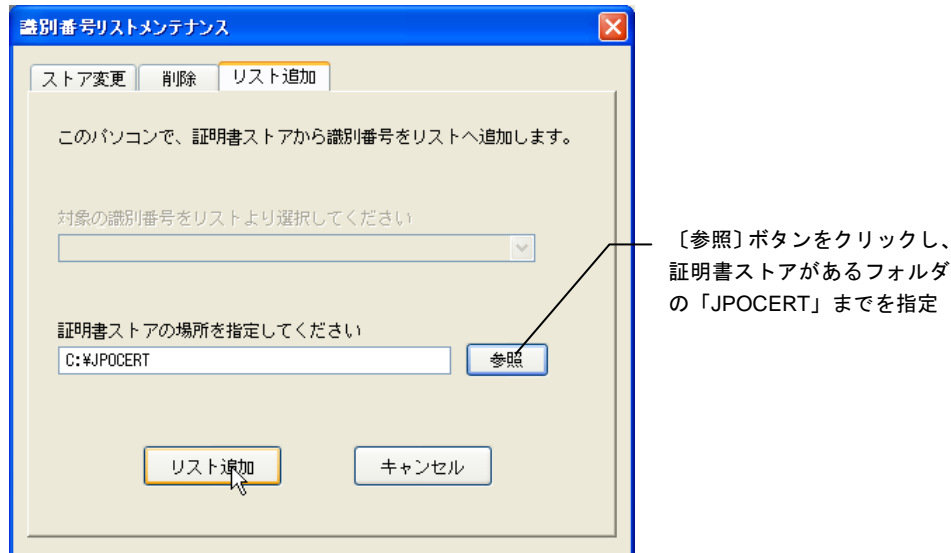 識別番号リストメンテナンス
ストア変更 削除 リスト追加
このパソコンで、証明書ストアから識別番号をリストへ追加します。
対象の識別番号をリストより選択してください
証明書ストアの場所を指定してください
C:¥JPOCERT 参照
リスト追加 キャンセル
〔参照〕ボタンをクリックし、
証明書ストアがあるフォルダ
の「JPOCERT」までを指定